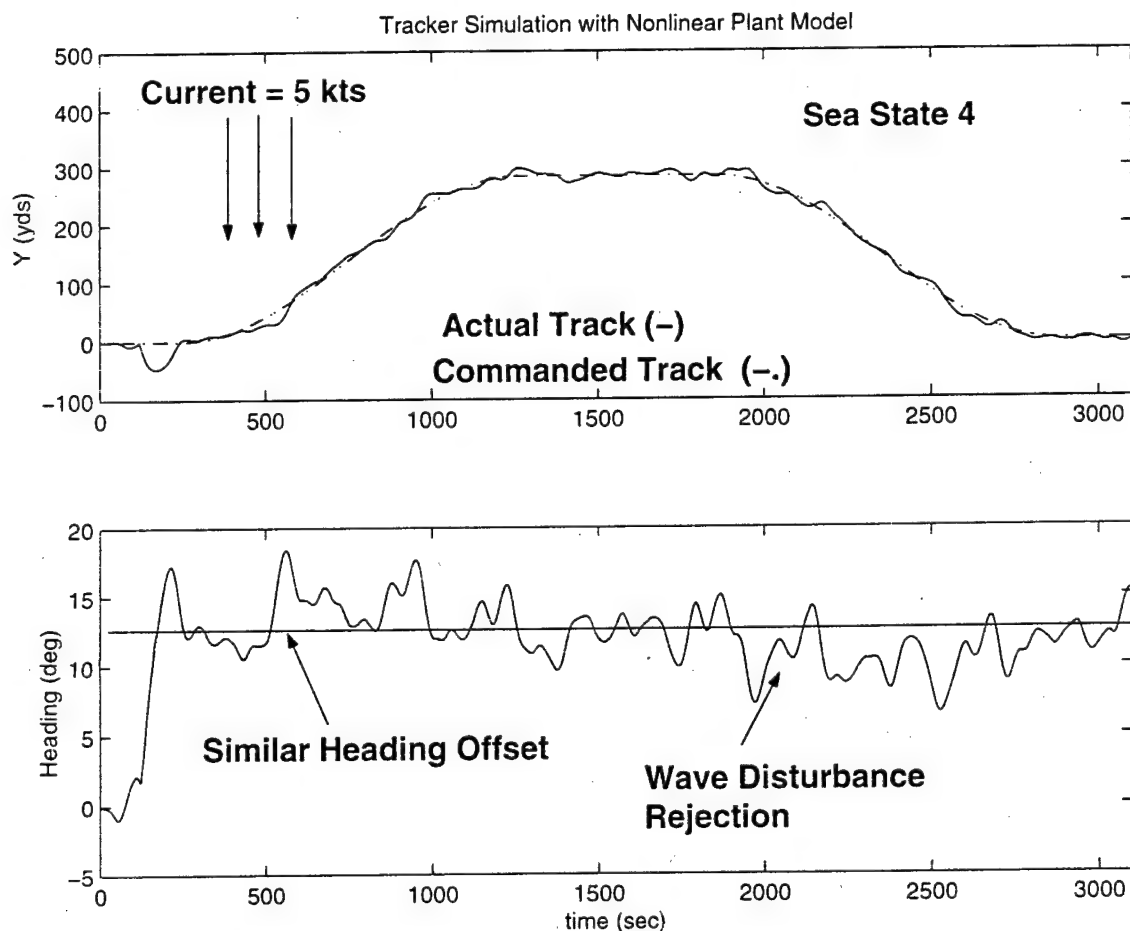 Tracker Simulation with Nonlinear Plant Model
500
400
300
200
100
0
−100
Y (yds)
Current = 5 kts
Sea State 4
Actual Track (−)
Commanded Track (−.)
0
500
1000
1500
2000
2500
3000
20
15
10
5
0
−5
Heading (deg)
Similar Heading Offset
Wave Disturbance
Rejection
0
500
1000
1500
2000
2500
3000
time (sec)